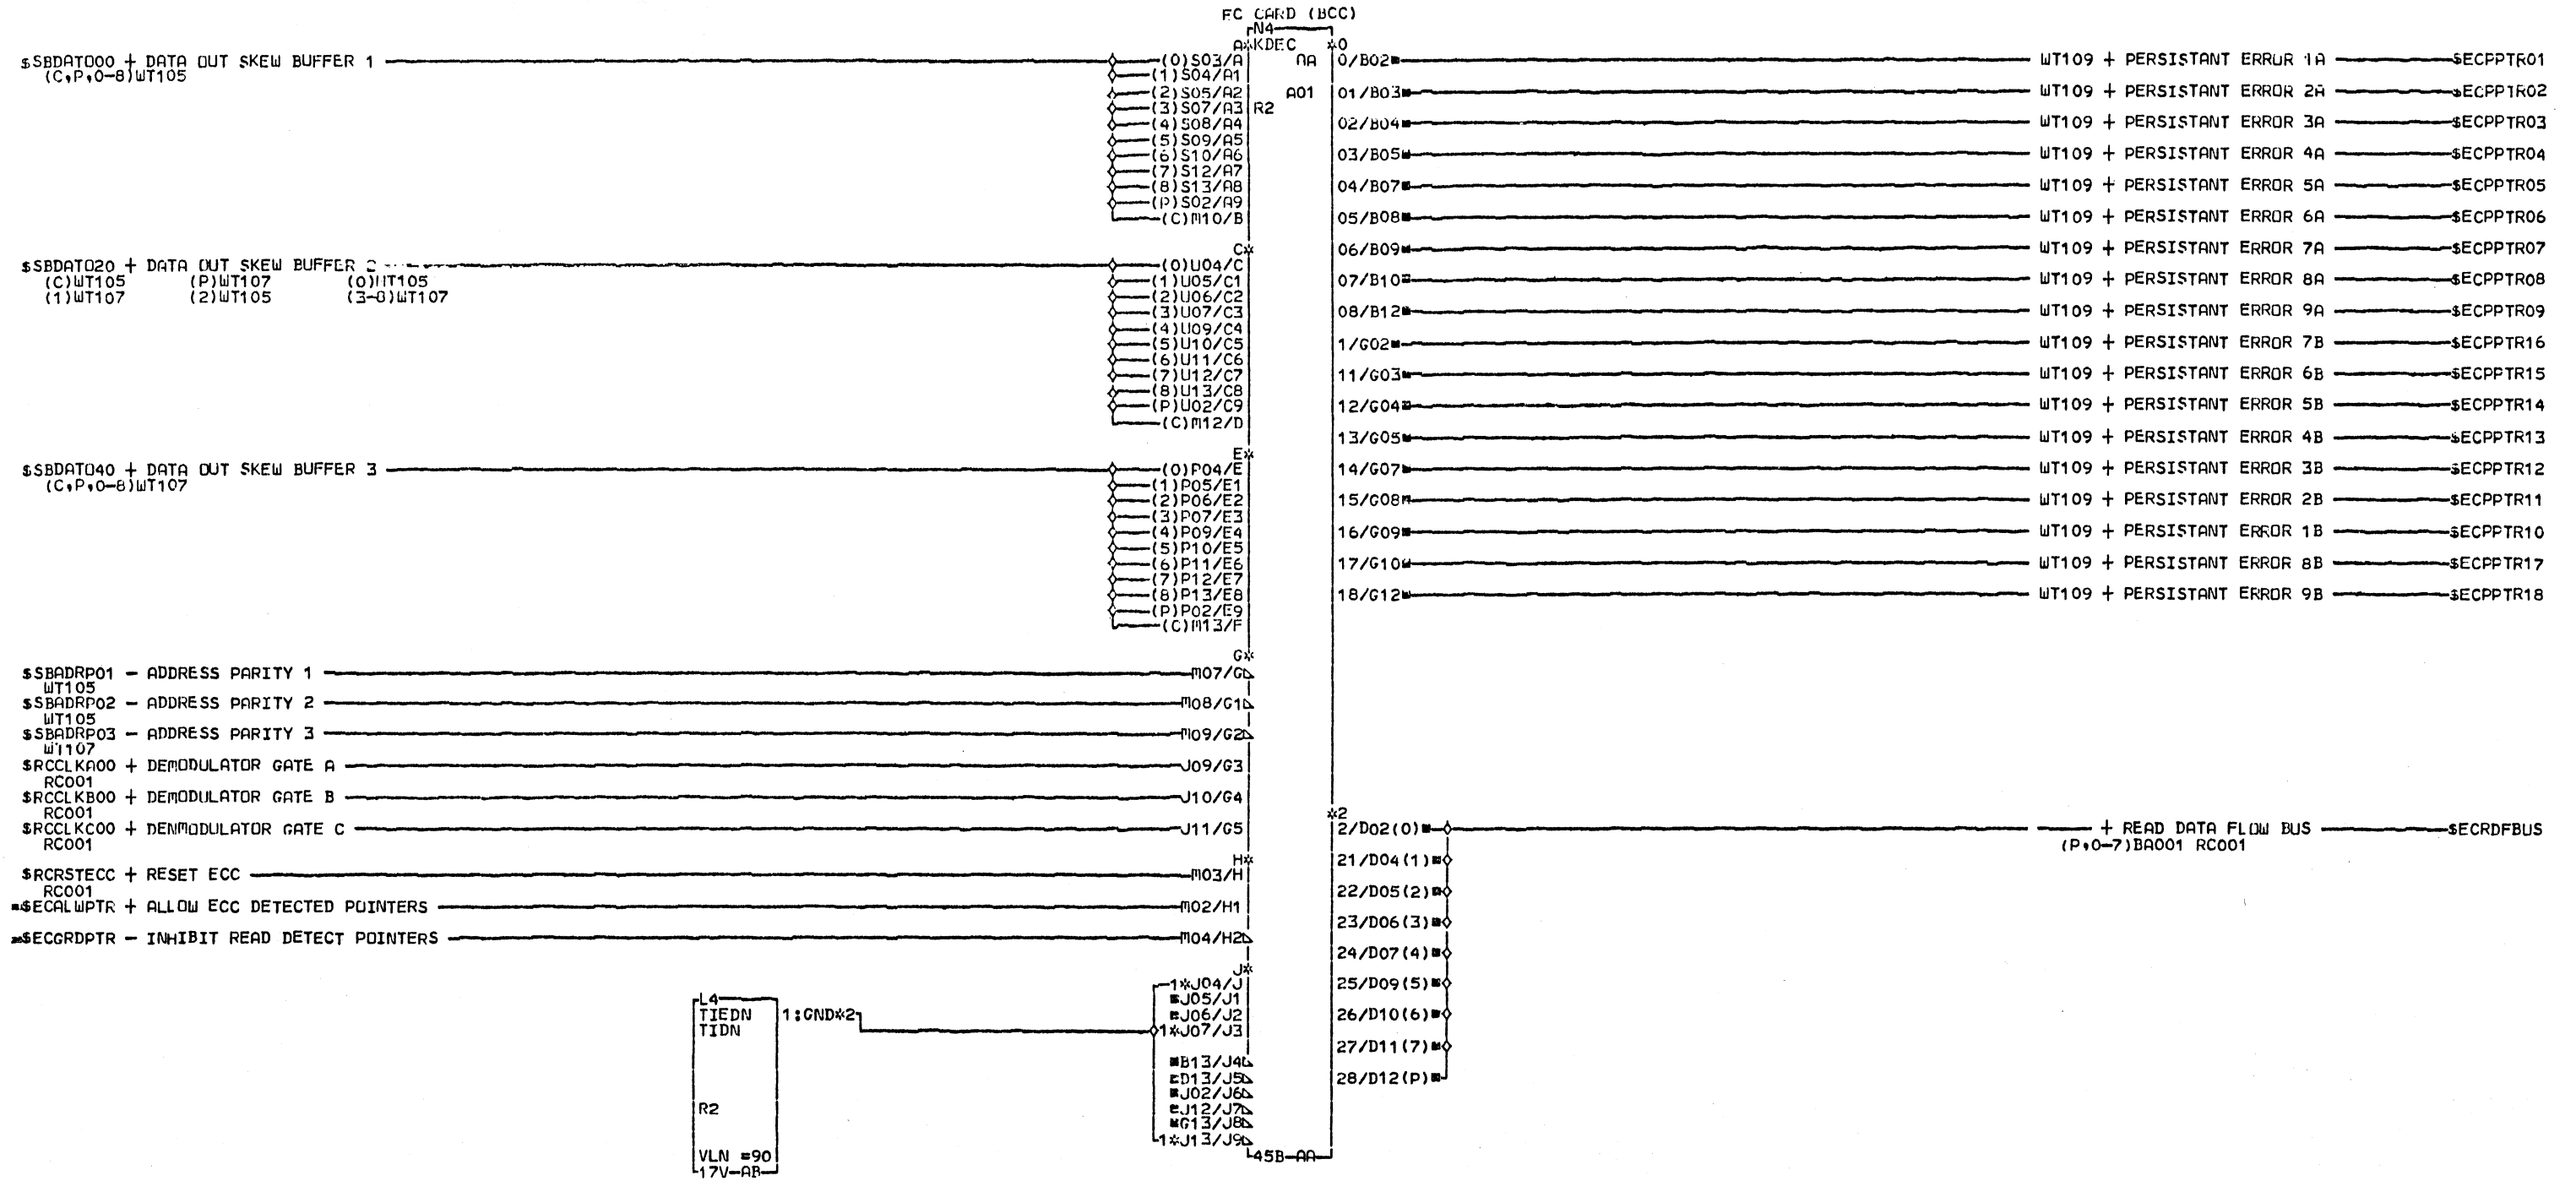 EC CARD (BCC)
N4
A*KDEC *0
$SBDAT000 + DATA OUT SKEW BUFFER 1
(C,P,0-8)WT105
(0)S03/A
(1)S04/A1
(2)S05/A2
(3)S07/A3
(4)S08/A4
(5)S09/A5
(6)S10/A6
(7)S12/A7
(8)S13/A8
(P)S02/A9
(C)M10/B
AA
A01
R2
C*
$SBDAT020 + DATA OUT SKEW BUFFER 2
(C)WT105 (P)WT107 (0)WT105
(1)WT107 (2)WT105 (3-8)WT107
(0)U04/C
(1)U05/C1
(2)U06/C2
(3)U07/C3
(4)U09/C4
(5)U10/C5
(6)U11/C6
(7)U12/C7
(8)U13/C8
(P)U02/C9
(C)M12/D
E*
$SBDAT040 + DATA OUT SKEW BUFFER 3
(C,P,0-8)WT107
(0)P04/E
(1)P05/E1
(2)P06/E2
(3)P07/E3
(4)P09/E4
(5)P10/E5
(6)P11/E6
(7)P12/E7
(8)P13/E8
(P)P02/E9
(C)M13/F
G*
$SBADRP01 - ADDRESS PARITY 1 M07/G
WT105
$SBADRP02 - ADDRESS PARITY 2 M08/G1
WT105
$SBADRP03 - ADDRESS PARITY 3 M09/G2
WT107
$RCCLKA00 + DEMODULATOR GATE A J09/G3
RC001
$RCCLKB00 + DEMODULATOR GATE B J10/G4
RC001
$RCCLKC00 + DENMODULATOR GATE C J11/G5
RC001
H*
$RCRSTECC + RESET ECC M03/H
RC001
$ECALWPTR + ALLOW ECC DETECTED POINTERS M02/H1
$ECGRDPTR - INHIBIT READ DETECT POINTERS M04/H2
J*
1*J04/J
J05/J1
J06/J2
1*J07/J3
B13/J4
D13/J5
J02/J6
J12/J7
G13/J8
1*J13/J9
L4
TIEDN 1:GND*2
TIDN
R2
VLN =90
17V-AB
45B-AA
0/B02 WT109 + PERSISTANT ERROR 1A $ECPPTR01
01/B03 WT109 + PERSISTANT ERROR 2A $ECPPTR02
02/B04 WT109 + PERSISTANT ERROR 3A $ECPPTR03
03/B05 WT109 + PERSISTANT ERROR 4A $ECPPTR04
04/B07 WT109 + PERSISTANT ERROR 5A $ECPPTR05
05/B08 WT109 + PERSISTANT ERROR 6A $ECPPTR06
06/B09 WT109 + PERSISTANT ERROR 7A $ECPPTR07
07/B10 WT109 + PERSISTANT ERROR 8A $ECPPTR08
08/B12 WT109 + PERSISTANT ERROR 9A $ECPPTR09
1/G02 WT109 + PERSISTANT ERROR 7B $ECPPTR16
11/G03 WT109 + PERSISTANT ERROR 6B $ECPPTR15
12/G04 WT109 + PERSISTANT ERROR 5B $ECPPTR14
13/G05 WT109 + PERSISTANT ERROR 4B $ECPPTR13
14/G07 WT109 + PERSISTANT ERROR 3B $ECPPTR12
15/G08 WT109 + PERSISTANT ERROR 2B $ECPPTR11
16/G09 WT109 + PERSISTANT ERROR 1B $ECPPTR10
17/G10 WT109 + PERSISTANT ERROR 8B $ECPPTR17
18/G12 WT109 + PERSISTANT ERROR 9B $ECPPTR18
*2
2/D02(0) + READ DATA FLOW BUS $ECRDFBUS
(P,0-7)BA001 RC001
21/D04(1)
22/D05(2)
23/D06(3)
24/D07(4)
25/D09(5)
26/D10(6)
27/D11(7)
28/D12(P)